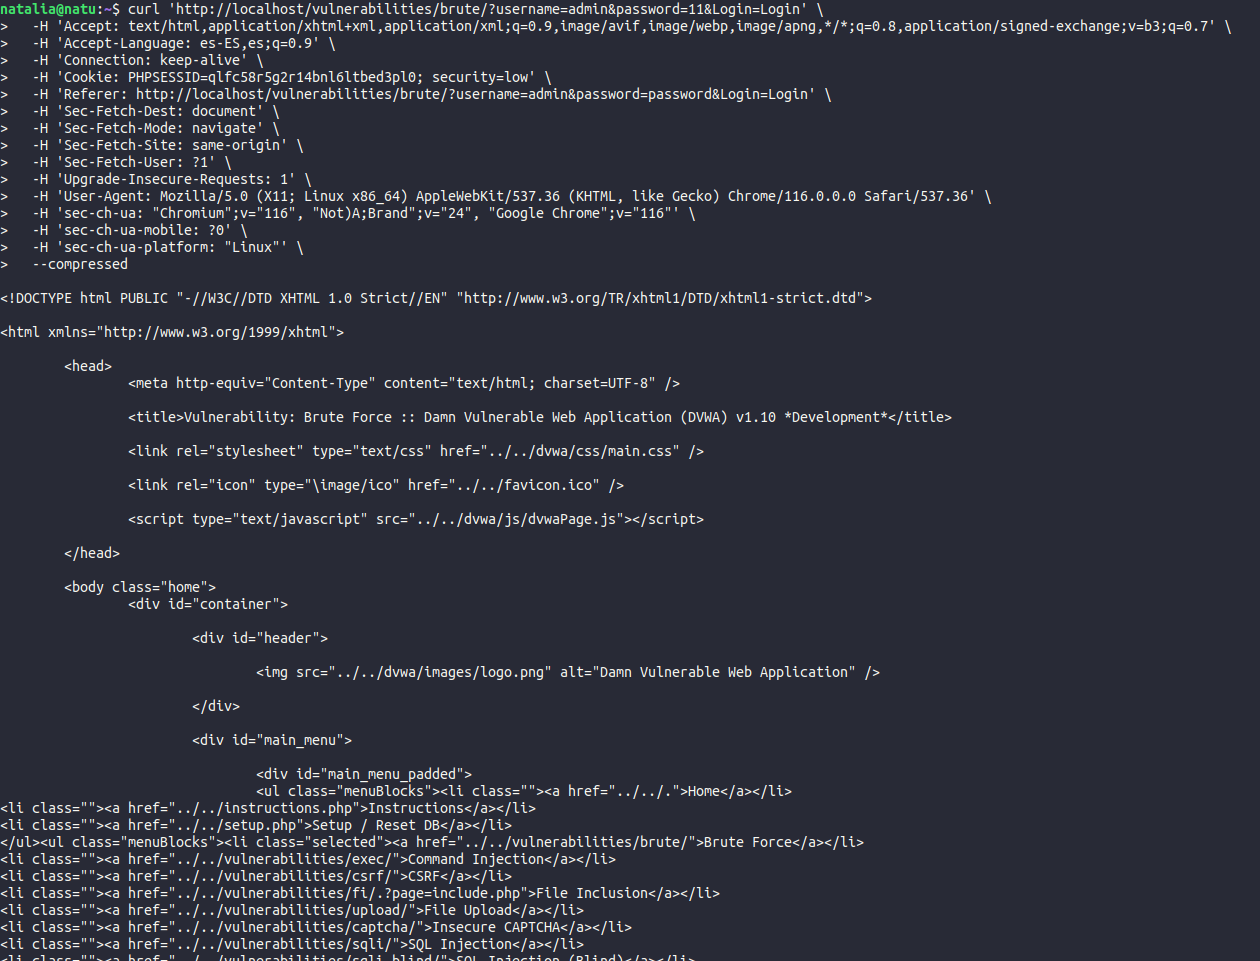 natalia@natu:~$ curl 'http://localhost/vulnerabilities/brute/?username=admin&password=11&Login=Login' \
>   -H 'Accept: text/html,application/xhtml+xml,application/xml;q=0.9,image/avif,image/webp,image/apng,*/*;q=0.8,application/signed-exchange;v=b3;q=0.7' \
>   -H 'Accept-Language: es-ES,es;q=0.9' \
>   -H 'Connection: keep-alive' \
>   -H 'Cookie: PHPSESSID=qlfc58r5g2r14bnl6ltbed3pl0; security=low' \
>   -H 'Referer: http://localhost/vulnerabilities/brute/?username=admin&password=password&Login=Login' \
>   -H 'Sec-Fetch-Dest: document' \
>   -H 'Sec-Fetch-Mode: navigate' \
>   -H 'Sec-Fetch-Site: same-origin' \
>   -H 'Sec-Fetch-User: ?1' \
>   -H 'Upgrade-Insecure-Requests: 1' \
>   -H 'User-Agent: Mozilla/5.0 (X11; Linux x86_64) AppleWebKit/537.36 (KHTML, like Gecko) Chrome/116.0.0.0 Safari/537.36' \
>   -H 'sec-ch-ua: "Chromium";v="116", "Not)A;Brand";v="24", "Google Chrome";v="116"' \
>   -H 'sec-ch-ua-mobile: ?0' \
>   -H 'sec-ch-ua-platform: "Linux"' \
>   --compressed
<!DOCTYPE html PUBLIC "-//W3C//DTD XHTML 1.0 Strict//EN" "http://www.w3.org/TR/xhtml1/DTD/xhtml1-strict.dtd">
<html xmlns="http://www.w3.org/1999/xhtml">
<head>
<meta http-equiv="Content-Type" content="text/html; charset=UTF-8" />
<title>Vulnerability: Brute Force :: Damn Vulnerable Web Application (DVWA) v1.10 *Development*</title>
<link rel="stylesheet" type="text/css" href="../../dvwa/css/main.css" />
<link rel="icon" type="\image/ico" href="../../favicon.ico" />
<script type="text/javascript" src="../../dvwa/js/dvwaPage.js"></script>
</head>
<body class="home">
<div id="container">
<div id="header">
<img src="../../dvwa/images/logo.png" alt="Damn Vulnerable Web Application" />
</div>
<div id="main_menu">
<div id="main_menu_padded">
<ul class="menuBlocks"><li class=""><a href="../../.">Home</a></li>
<li class=""><a href="../../instructions.php">Instructions</a></li>
<li class=""><a href="../../setup.php">Setup / Reset DB</a></li>
</ul><ul class="menuBlocks"><li class="selected"><a href="../../vulnerabilities/brute/">Brute Force</a></li>
<li class=""><a href="../../vulnerabilities/exec/">Command Injection</a></li>
<li class=""><a href="../../vulnerabilities/csrf/">CSRF</a></li>
<li class=""><a href="../../vulnerabilities/fi/.?page=include.php">File Inclusion</a></li>
<li class=""><a href="../../vulnerabilities/upload/">File Upload</a></li>
<li class=""><a href="../../vulnerabilities/captcha/">Insecure CAPTCHA</a></li>
<li class=""><a href="../../vulnerabilities/sqli/">SQL Injection</a></li>
<li class=""><a href="../../vulnerabilities/sqli_blind/">SQL Injection (Blind)</a></li>